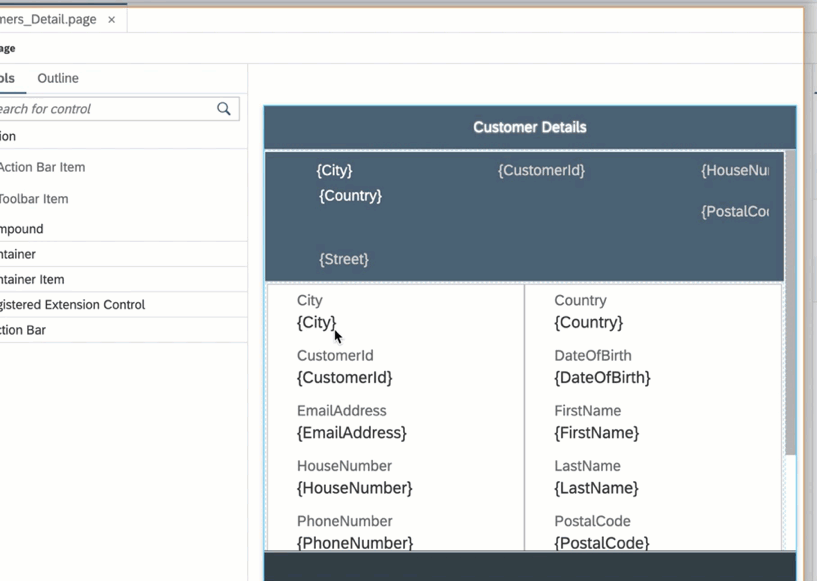 ners_Detail.page ×
age
ols Outline
earch for control
ion
Action Bar Item
Toolbar Item
mpound
ntainer
ntainer Item
gistered Extension Control
ction Bar
Customer Details
{City} {CustomerId} {HouseNu
{Country}
{PostalCo
{Street}
City Country
{City} {Country}
CustomerId DateOfBirth
{CustomerId} {DateOfBirth}
EmailAddress FirstName
{EmailAddress} {FirstName}
HouseNumber LastName
{HouseNumber} {LastName}
PhoneNumber PostalCode
{PhoneNumber} {PostalCode}